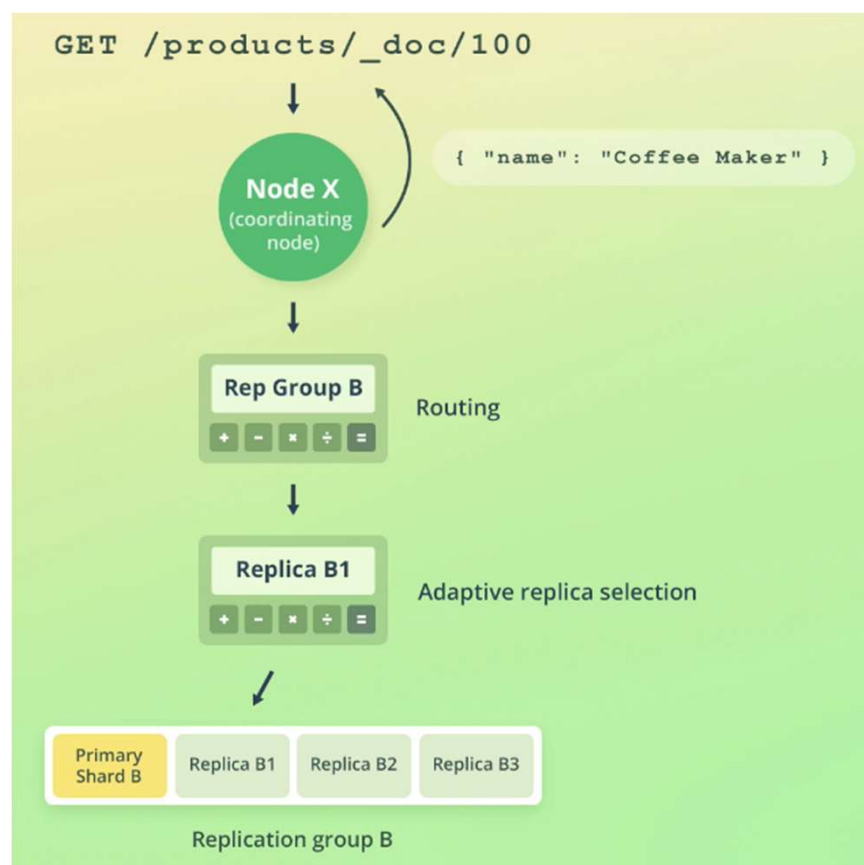 GET /products/_doc/100
{ "name": "Coffee Maker" }
Node X
(coordinating
node)
Rep Group B
+ − × ÷ =
Routing
Replica B1
+ − × ÷ =
Adaptive replica selection
Primary
Shard B
Replica B1
Replica B2
Replica B3
Replication group B